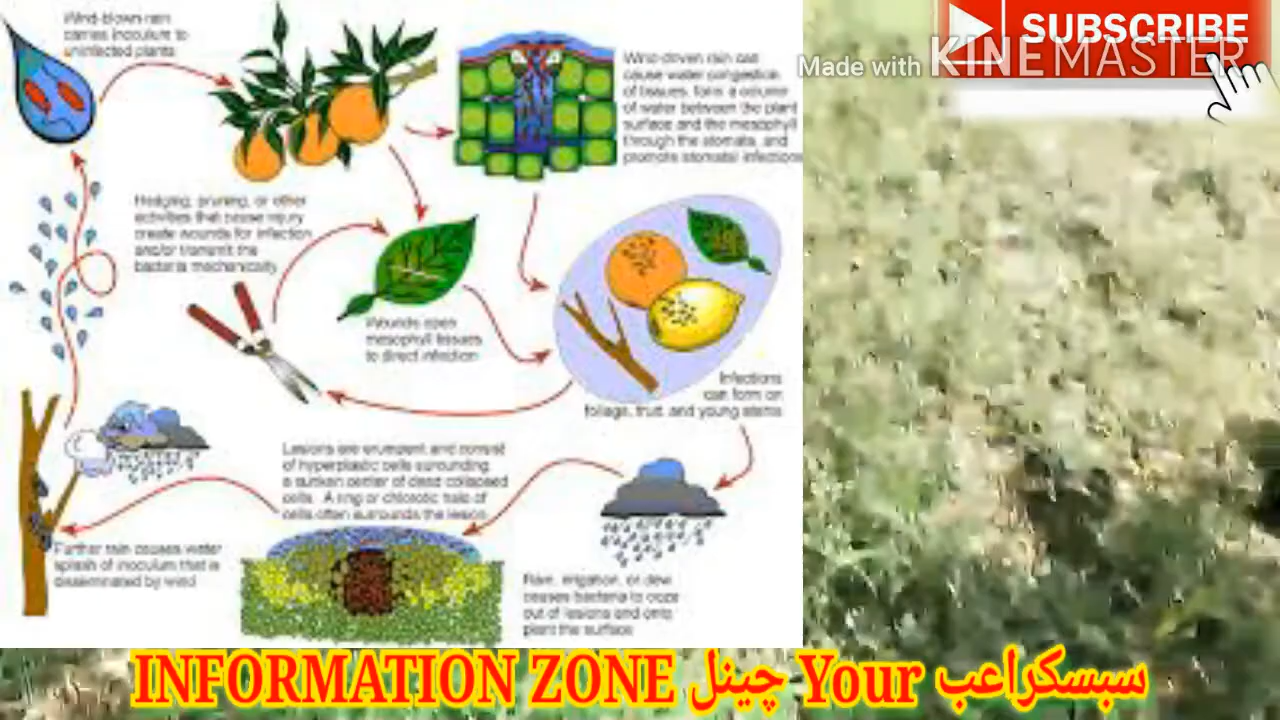 Wind-blown rain
carries inoculum to
uninfected plants
Wind-driven rain can
cause water congestion
of tissues, form a column
of water between the plant
surface and the mesophyll
through the stomata, and
promote stomatal infections
Hedging, pruning, or other
activities that cause injury
create wounds for infection
and/or transmit the
bacteria mechanically
Wounds open
mesophyll tissues
to direct infection
Infections
can form on
foliage, fruit, and young stems
Lesions are erumpent and consist
of hyperplastic cells surrounding
a sunken center of dead collapsed
cells. A ring or chlorotic halo of
cells often surrounds the lesion
Further rain causes water
splash of inoculum that is
disseminated by wind
Rain, irrigation, or dew
causes bacteria to ooze
out of lesions and onto
plant the surface
SUBSCRIBE
Made with KINEMASTER
INFORMATION ZONE چینل Your سبسکراعب